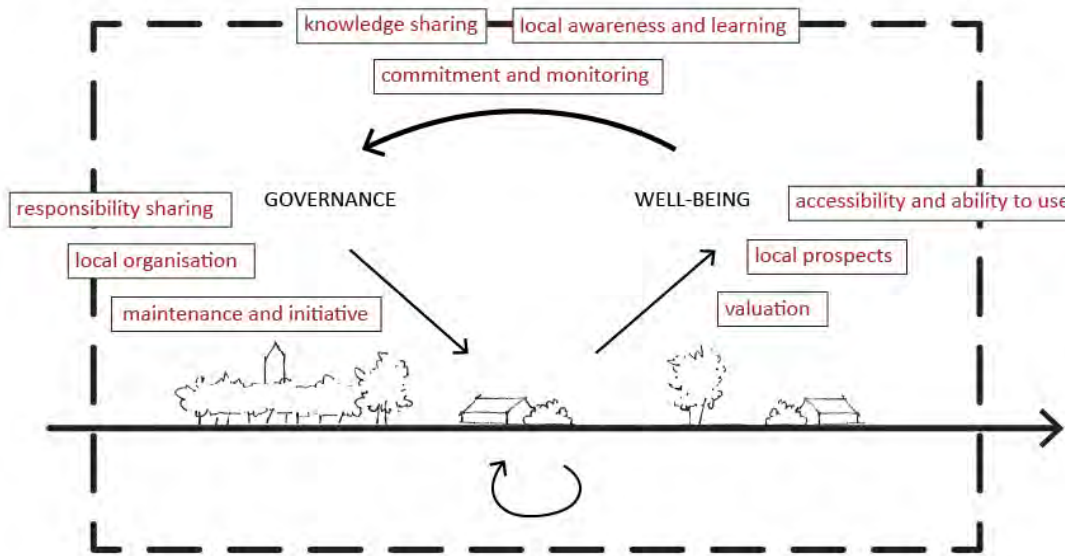 knowledge sharing
local awareness and learning
commitment and monitoring
GOVERNANCE
WELL-BEING
responsibility sharing
accessibility and ability to use
local organisation
local prospects
maintenance and initiative
valuation